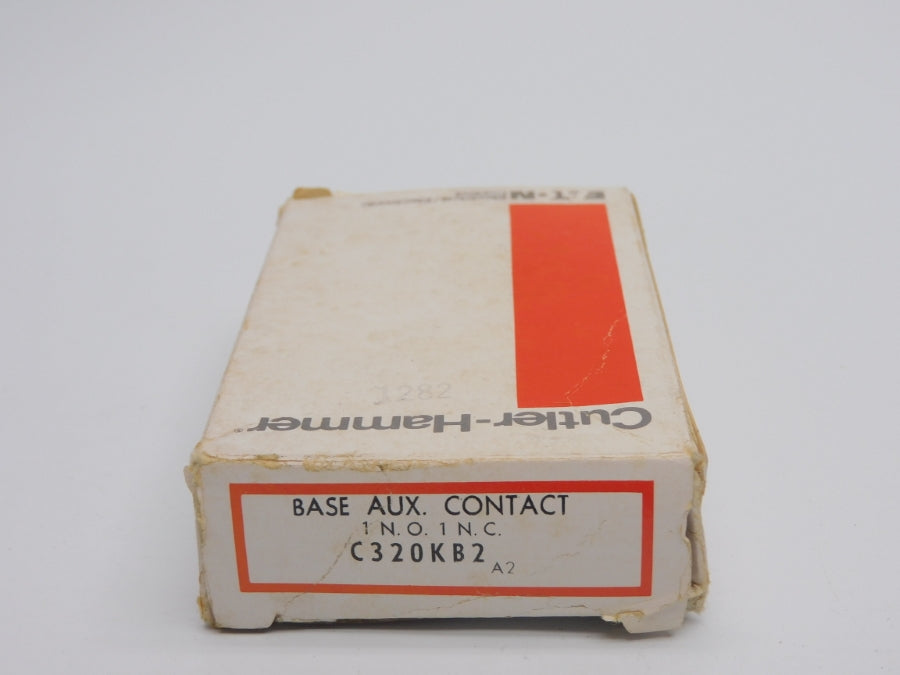 E.T.N
1282
Cutler-Hammer®
BASE AUX. CONTACT
1 N.O. 1 N.C.
C320KB2
A2